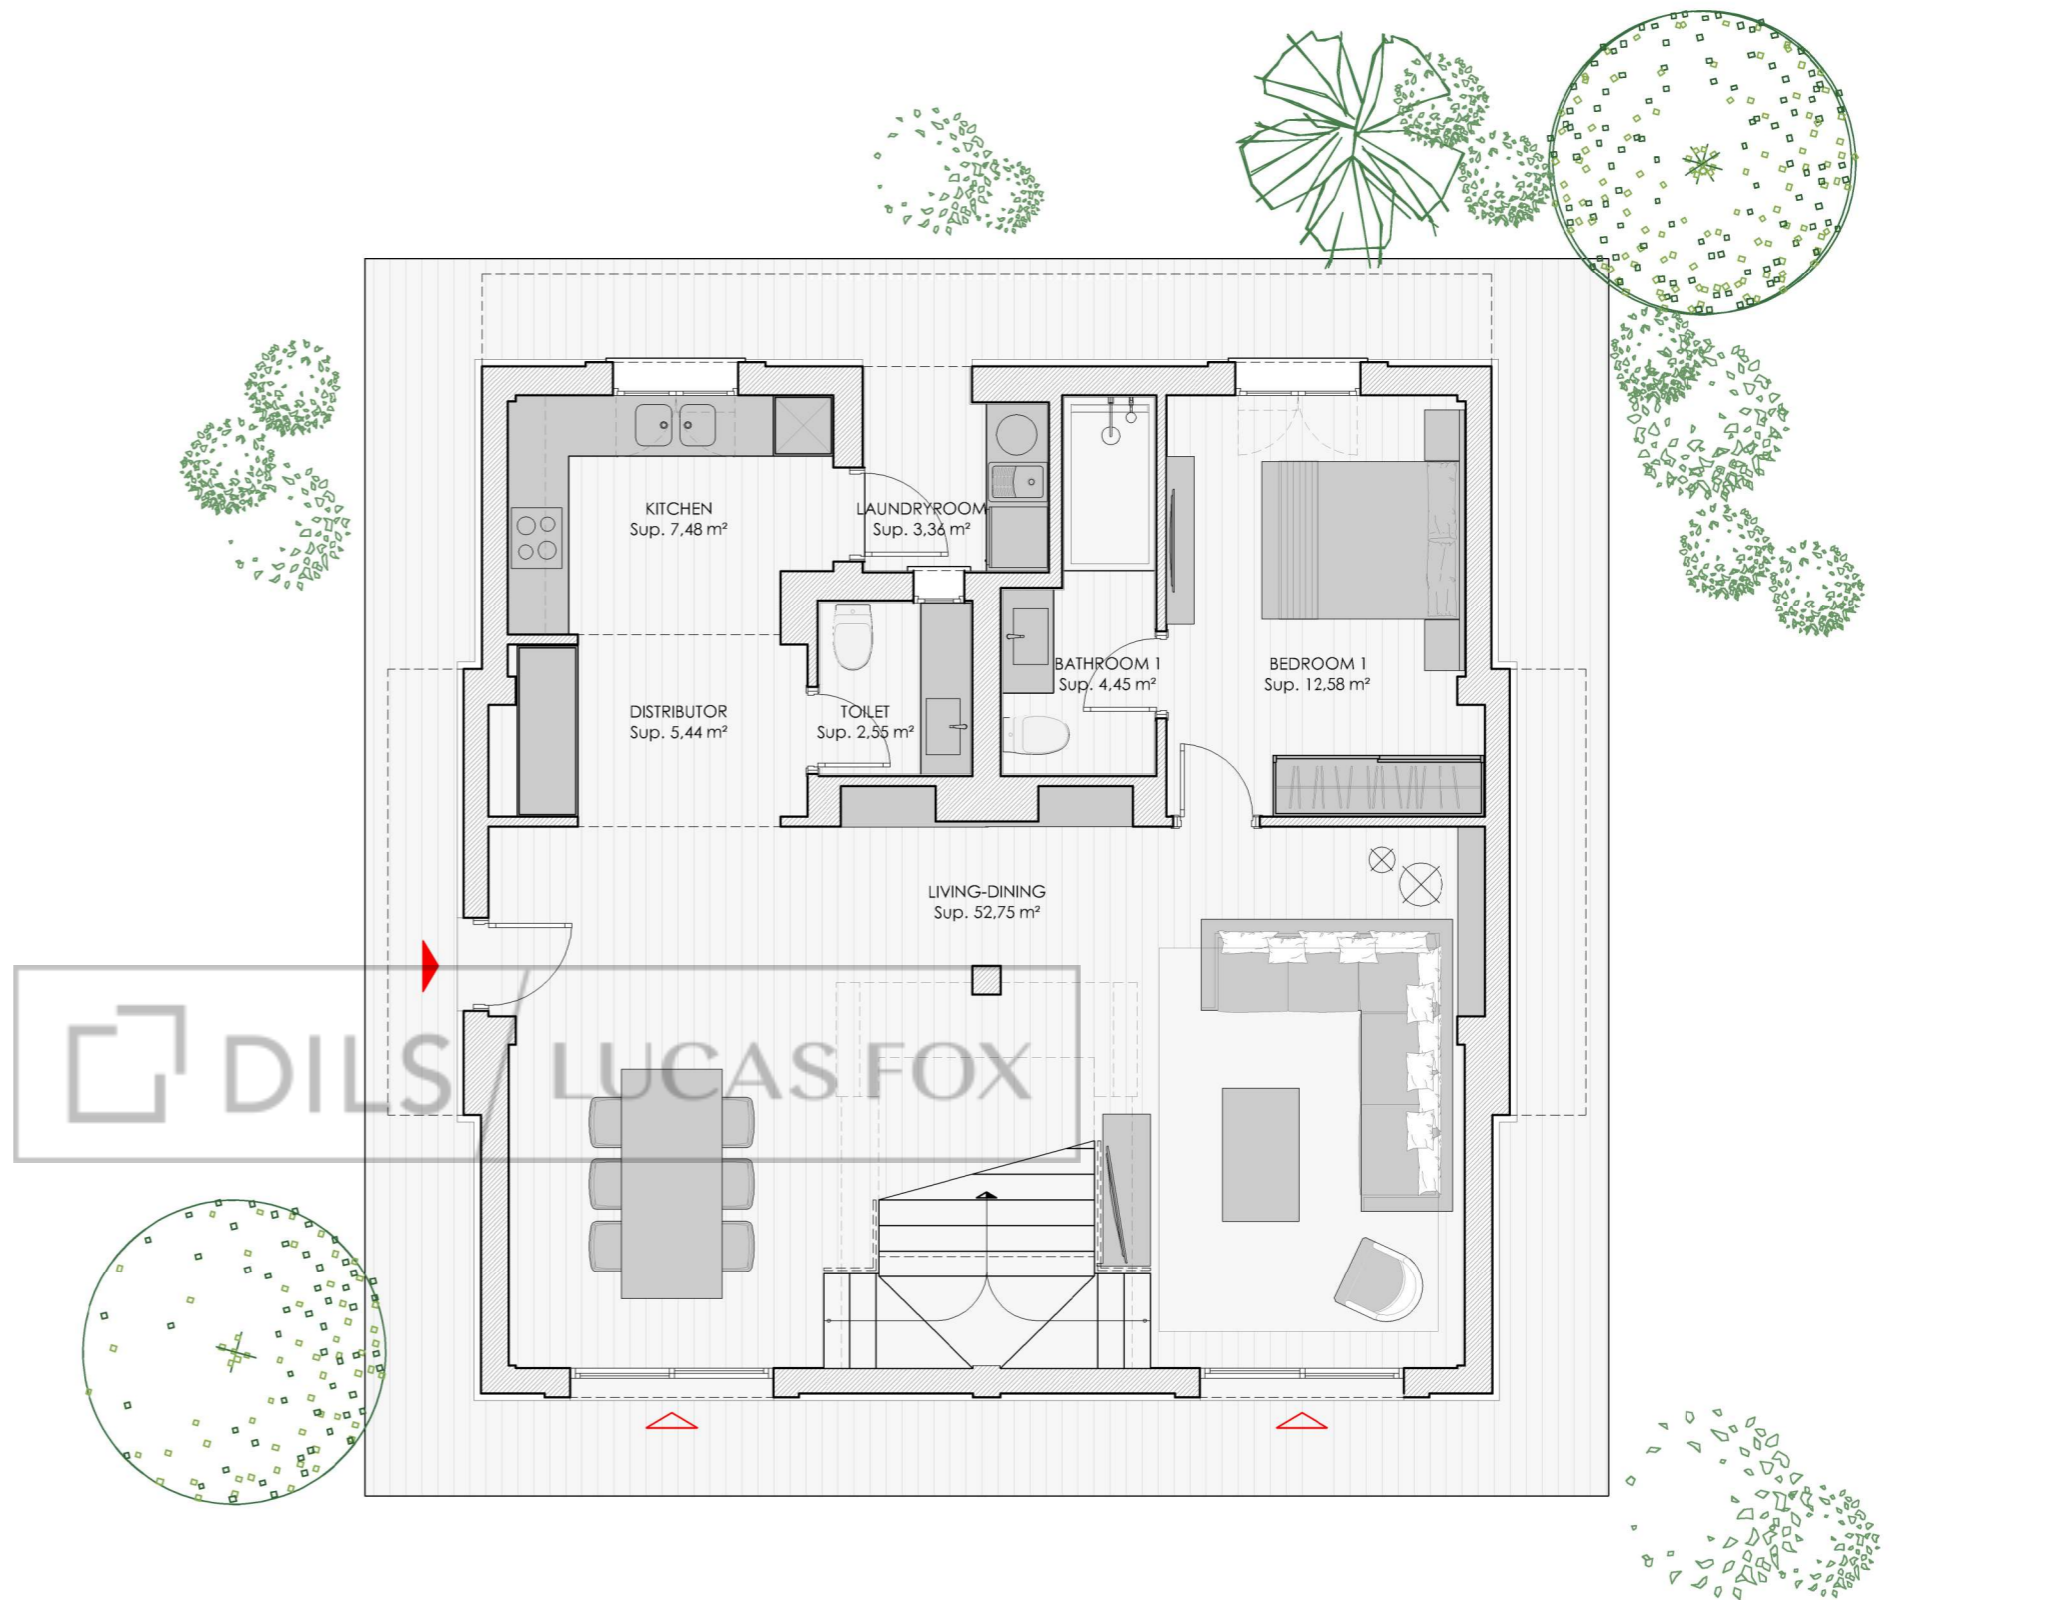 KITCHEN
Sup. 7,48 m²
LAUNDRYROOM
Sup. 3,36 m²
BATHROOM 1
Sup. 4,45 m²
BEDROOM 1
Sup. 12,58 m²
DISTRIBUTOR
Sup. 5,44 m²
TOILET
Sup. 2,55 m²
LIVING-DINING
Sup. 52,75 m²
DILS / LUCAS FOX